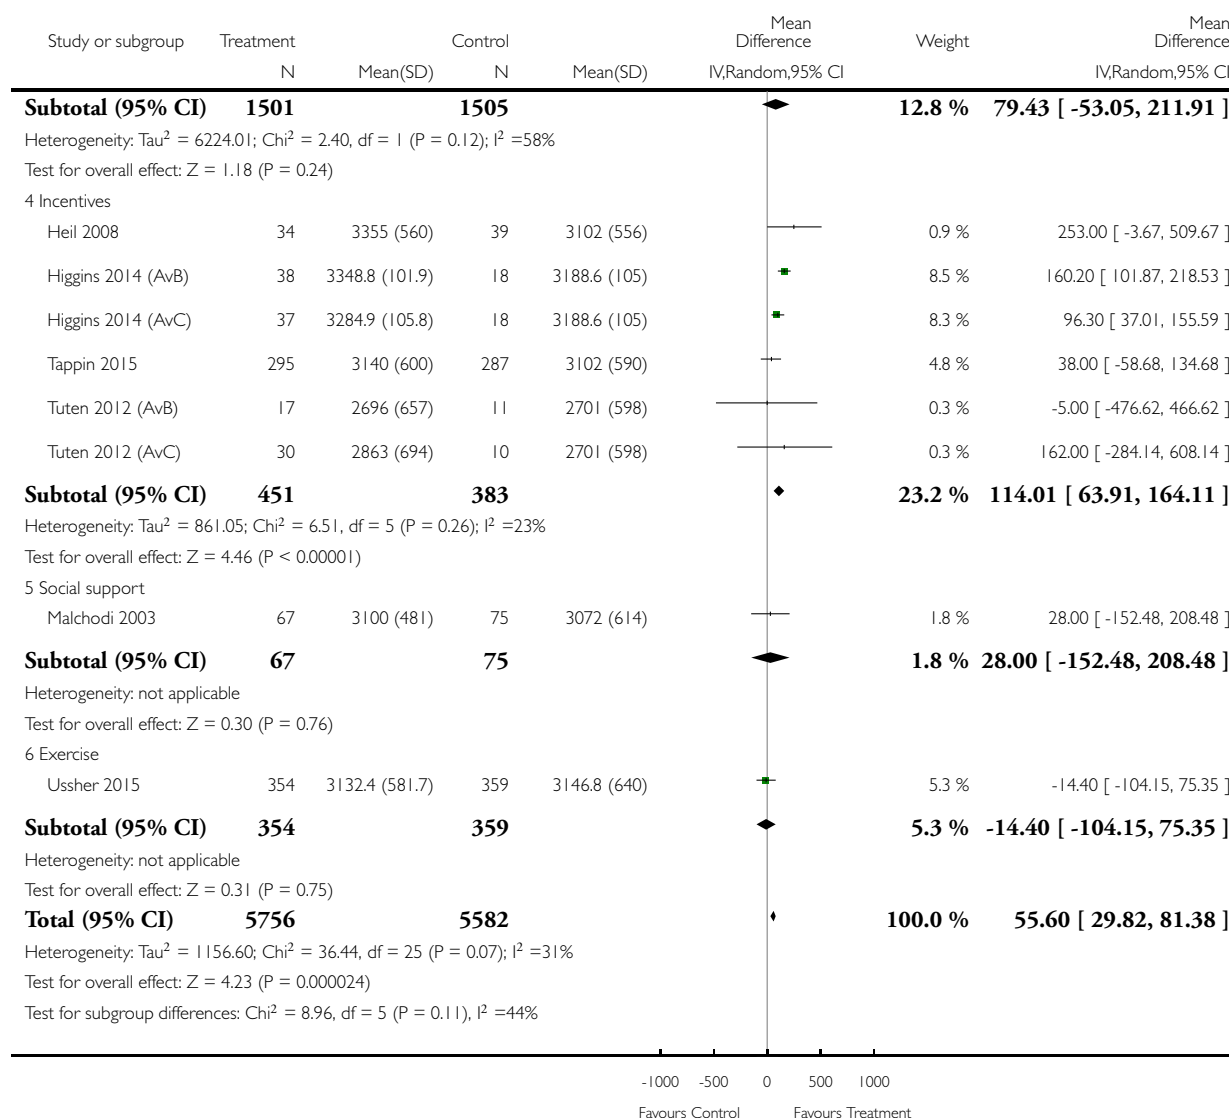 Study or subgroup Treatment Control Mean Difference Weight Mean Difference
N Mean(SD) N Mean(SD) IV,Random,95% CI IV,Random,95% CI
Subtotal (95% CI) 1501 1505 12.8 % 79.43 [ -53.05, 211.91 ]
Heterogeneity: Tau² = 6224.01; Chi² = 2.40, df = 1 (P = 0.12); I² =58%
Test for overall effect: Z = 1.18 (P = 0.24)
4 Incentives
Heil 2008 34 3355 (560) 39 3102 (556) 0.9 % 253.00 [ -3.67, 509.67 ]
Higgins 2014 (AvB) 38 3348.8 (101.9) 18 3188.6 (105) 8.5 % 160.20 [ 101.87, 218.53 ]
Higgins 2014 (AvC) 37 3284.9 (105.8) 18 3188.6 (105) 8.3 % 96.30 [ 37.01, 155.59 ]
Tappin 2015 295 3140 (600) 287 3102 (590) 4.8 % 38.00 [ -58.68, 134.68 ]
Tuten 2012 (AvB) 17 2696 (657) 11 2701 (598) 0.3 % -5.00 [ -476.62, 466.62 ]
Tuten 2012 (AvC) 30 2863 (694) 10 2701 (598) 0.3 % 162.00 [ -284.14, 608.14 ]
Subtotal (95% CI) 451 383 23.2 % 114.01 [ 63.91, 164.11 ]
Heterogeneity: Tau² = 861.05; Chi² = 6.51, df = 5 (P = 0.26); I² =23%
Test for overall effect: Z = 4.46 (P < 0.00001)
5 Social support
Malchodi 2003 67 3100 (481) 75 3072 (614) 1.8 % 28.00 [ -152.48, 208.48 ]
Subtotal (95% CI) 67 75 1.8 % 28.00 [ -152.48, 208.48 ]
Heterogeneity: not applicable
Test for overall effect: Z = 0.30 (P = 0.76)
6 Exercise
Ussher 2015 354 3132.4 (581.7) 359 3146.8 (640) 5.3 % -14.40 [ -104.15, 75.35 ]
Subtotal (95% CI) 354 359 5.3 % -14.40 [ -104.15, 75.35 ]
Heterogeneity: not applicable
Test for overall effect: Z = 0.31 (P = 0.75)
Total (95% CI) 5756 5582 100.0 % 55.60 [ 29.82, 81.38 ]
Heterogeneity: Tau² = 1156.60; Chi² = 36.44, df = 25 (P = 0.07); I² =31%
Test for overall effect: Z = 4.23 (P = 0.000024)
Test for subgroup differences: Chi² = 8.96, df = 5 (P = 0.11), I² =44%
-1000 -500 0 500 1000
Favours Control Favours Treatment